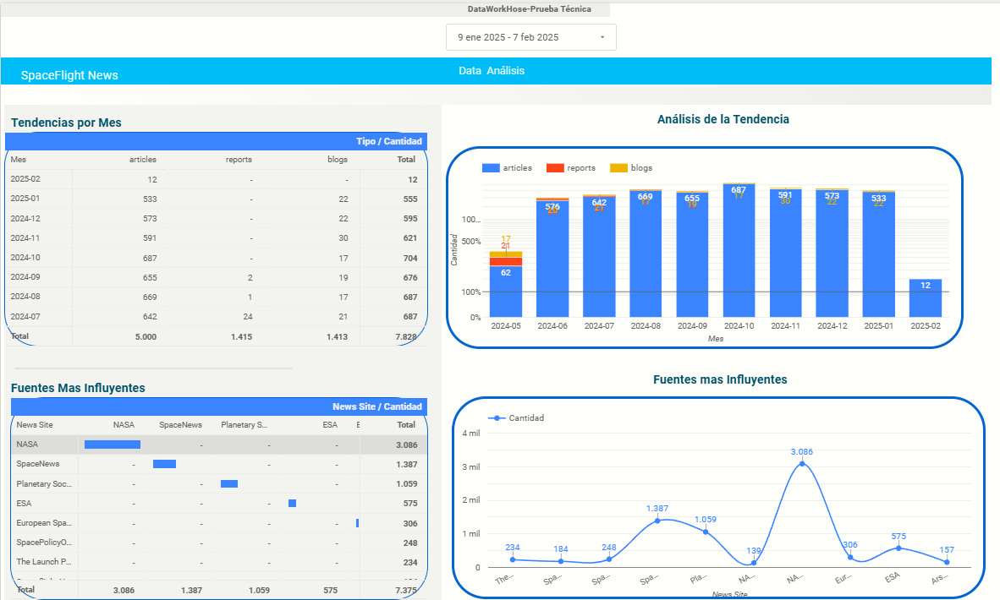 DataWorkHose-Prueba Técnica
9 ene 2025 - 7 feb 2025
SpaceFlight News
Data Análisis
Tendencias por Mes
Tipo / Cantidad
Mes articles reports blogs Total
2025-02 12 - - 12
2025-01 533 - 22 555
2024-12 573 - 22 595
2024-11 591 - 30 621
2024-10 687 - 17 704
2024-09 655 2 19 676
2024-08 669 1 17 687
2024-07 642 24 21 687
Total 5.000 1.415 1.413 7.828
Análisis de la Tendencia
articles reports blogs
Cantidad
100...
500%
100%
0%
17
21
62
576
642
21
669
17
655
19
687
17
591
30
573
22
533
22
12
2024-05 2024-06 2024-07 2024-08 2024-09 2024-10 2024-11 2024-12 2025-01 2025-02
Mes
Fuentes Mas Influyentes
News Site / Cantidad
News Site NASA SpaceNews Planetary S... ESA E Total
NASA - - - 3.086
SpaceNews - - - 1.387
Planetary Soc... - - - 1.059
ESA - - - 575
European Spa... - - - - 306
SpacePolicyO... - - - - 248
The Launch P... - - - - 234
Total 3.086 1.387 1.059 575 7.375
Fuentes mas Influyentes
Cantidad
4 mil
3 mil
2 mil
1 mil
0
234 184 248 1.387 1.059 139 3.086 306 575 157
The... Spa... Spa... Spa... Pla... NA... NA... Eur... ESA Ars...
News Site